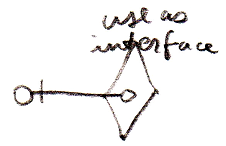 use as
interface